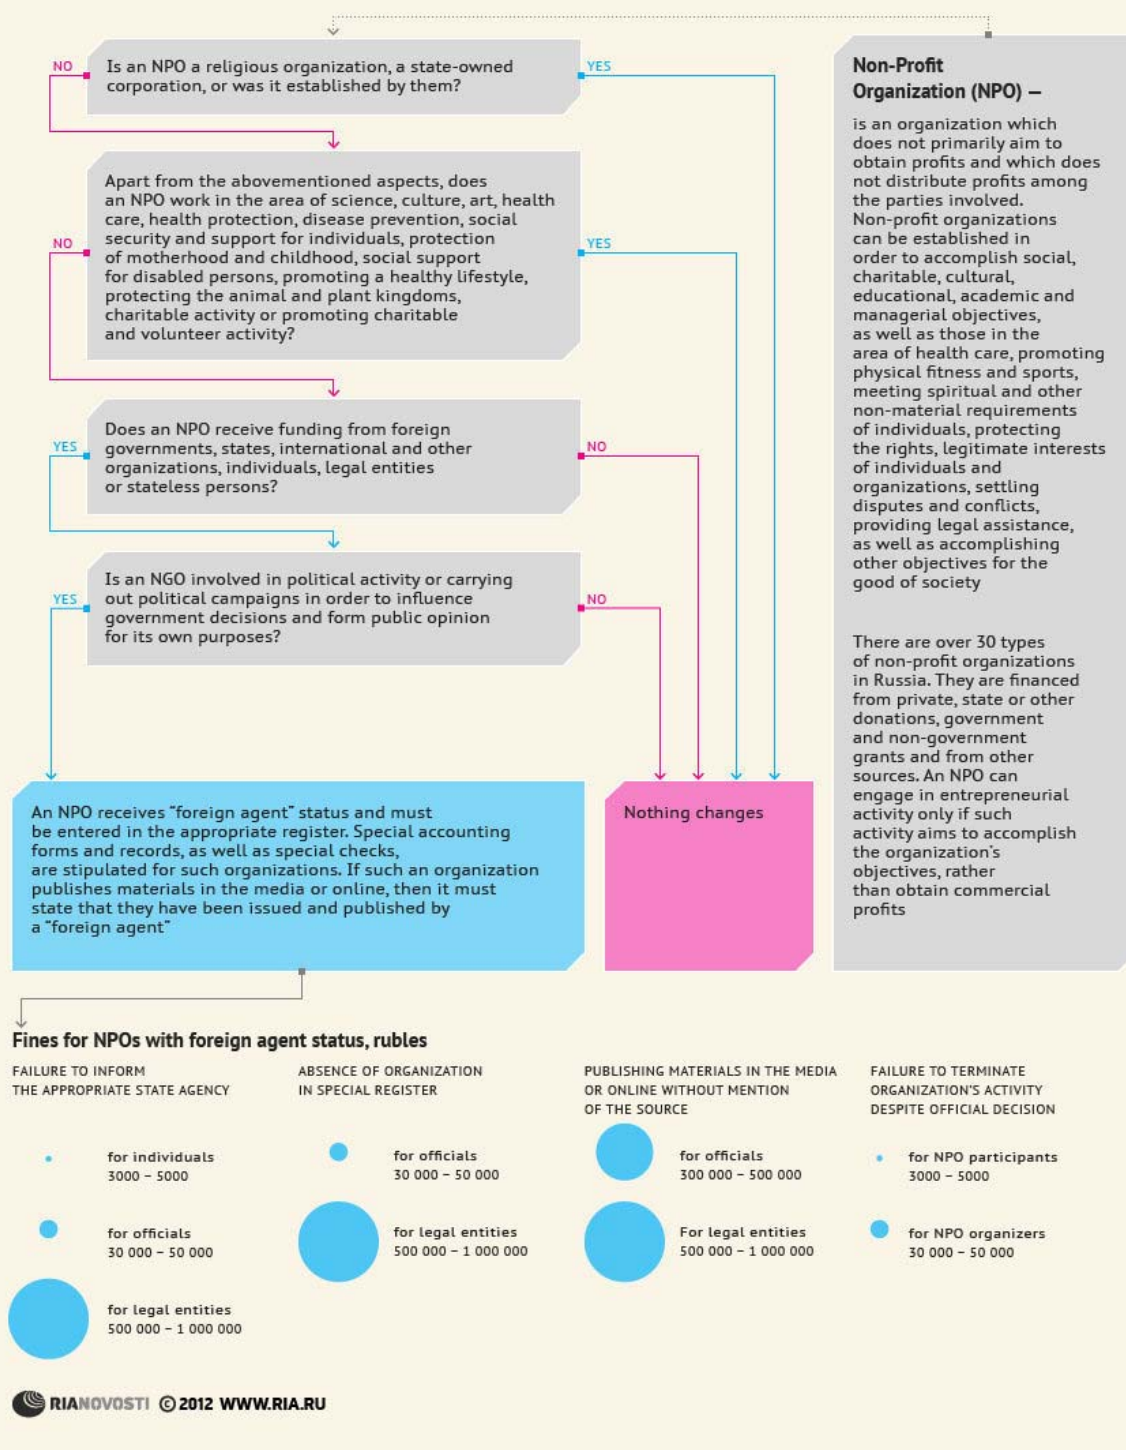 NO
Is an NPO a religious organization, a state-owned
corporation, or was it established by them?
YES
NO
Apart from the abovementioned aspects, does
an NPO work in the area of science, culture, art, health
care, health protection, disease prevention, social
security and support for individuals, protection
of motherhood and childhood, social support
for disabled persons, promoting a healthy lifestyle,
protecting the animal and plant kingdoms,
charitable activity or promoting charitable
and volunteer activity?
YES
YES
Does an NPO receive funding from foreign
governments, states, international and other
organizations, individuals, legal entities
or stateless persons?
NO
YES
Is an NGO involved in political activity or carrying
out political campaigns in order to influence
government decisions and form public opinion
for its own purposes?
NO
An NPO receives "foreign agent" status and must
be entered in the appropriate register. Special accounting
forms and records, as well as special checks,
are stipulated for such organizations. If such an organization
publishes materials in the media or online, then it must
state that they have been issued and published by
a "foreign agent"
Nothing changes
Non-Profit
Organization (NPO) —
is an organization which
does not primarily aim to
obtain profits and which does
not distribute profits among
the parties involved.
Non-profit organizations
can be established in
order to accomplish social,
charitable, cultural,
educational, academic and
managerial objectives,
as well as those in the
area of health care, promoting
physical fitness and sports,
meeting spiritual and other
non-material requirements
of individuals, protecting
the rights, legitimate interests
of individuals and
organizations, settling
disputes and conflicts,
providing legal assistance,
as well as accomplishing
other objectives for the
good of society
There are over 30 types
of non-profit organizations
in Russia. They are financed
from private, state or other
donations, government
and non-government
grants and from other
sources. An NPO can
engage in entrepreneurial
activity only if such
activity aims to accomplish
the organization's
objectives, rather
than obtain commercial
profits
Fines for NPOs with foreign agent status, rubles
FAILURE TO INFORM
THE APPROPRIATE STATE AGENCY
for individuals
3000 – 5000
for officials
30 000 – 50 000
for legal entities
500 000 – 1 000 000
ABSENCE OF ORGANIZATION
IN SPECIAL REGISTER
for officials
30 000 – 50 000
for legal entities
500 000 – 1 000 000
PUBLISHING MATERIALS IN THE MEDIA
OR ONLINE WITHOUT MENTION
OF THE SOURCE
for officials
300 000 – 500 000
For legal entities
500 000 – 1 000 000
FAILURE TO TERMINATE
ORGANIZATION'S ACTIVITY
DESPITE OFFICIAL DECISION
for NPO participants
3000 – 5000
for NPO organizers
30 000 – 50 000
RIANOVOSTI © 2012 WWW.RIA.RU